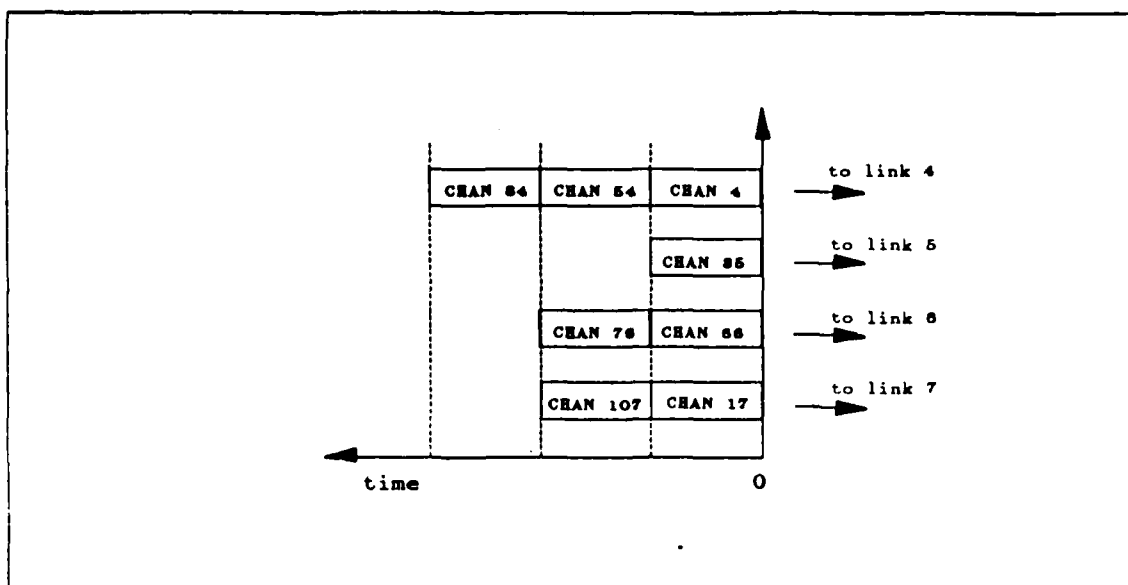 CHAN 84 CHAN 54 CHAN 4 to link 4
CHAN 85 to link 5
CHAN 76 CHAN 66 to link 6
CHAN 107 CHAN 17 to link 7
time 0